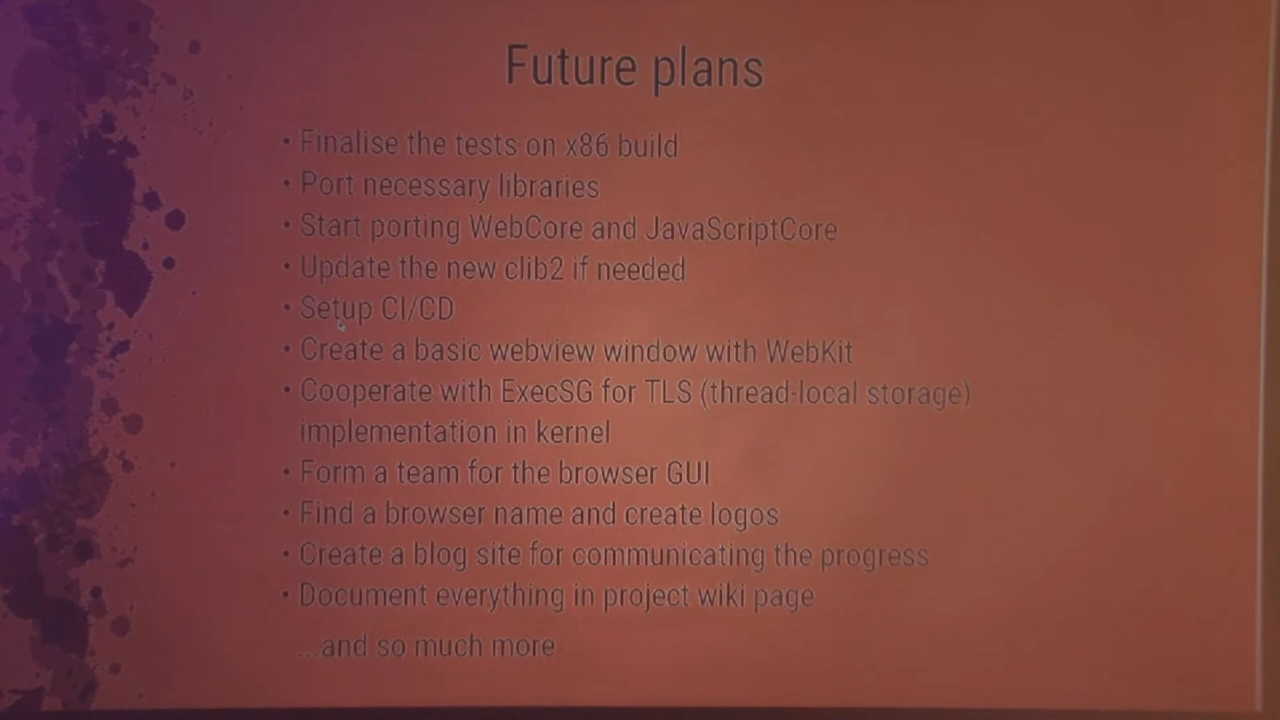 Future plans
• Finalise the tests on x86 build
• Port necessary libraries
• Start porting WebCore and JavaScriptCore
• Update the new clib2 if needed
• Setup CI/CD
• Create a basic webview window with WebKit
• Cooperate with ExecSG for TLS (thread-local storage)
implementation in kernel
• Form a team for the browser GUI
• Find a browser name and create logos
• Create a blog site for communicating the progress
• Document everything in project wiki page
...and so much more